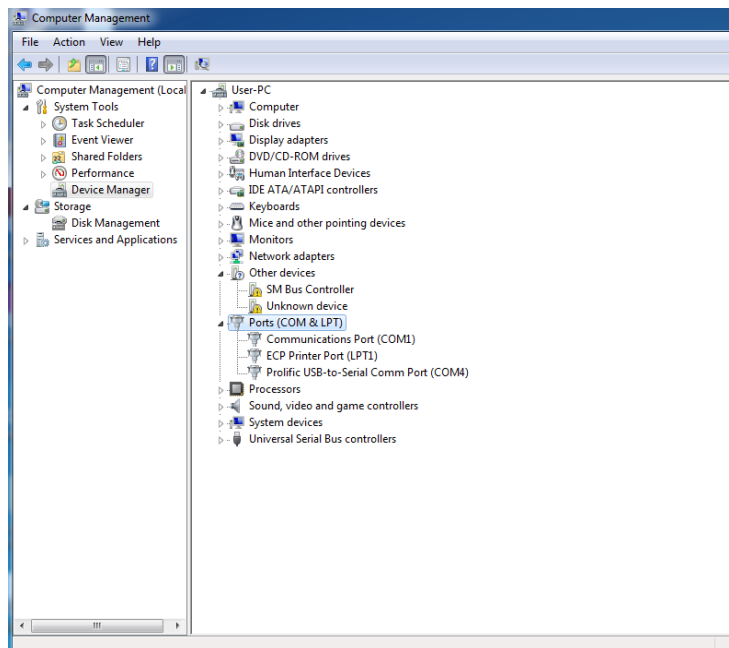 Computer Management
File Action View Help
Computer Management (Local
System Tools
Task Scheduler
Event Viewer
Shared Folders
Performance
Device Manager
Storage
Disk Management
Services and Applications
User-PC
Computer
Disk drives
Display adapters
DVD/CD-ROM drives
Human Interface Devices
IDE ATA/ATAPI controllers
Keyboards
Mice and other pointing devices
Monitors
Network adapters
Other devices
SM Bus Controller
Unknown device
Ports (COM & LPT)
Communications Port (COM1)
ECP Printer Port (LPT1)
Prolific USB-to-Serial Comm Port (COM4)
Processors
Sound, video and game controllers
System devices
Universal Serial Bus controllers